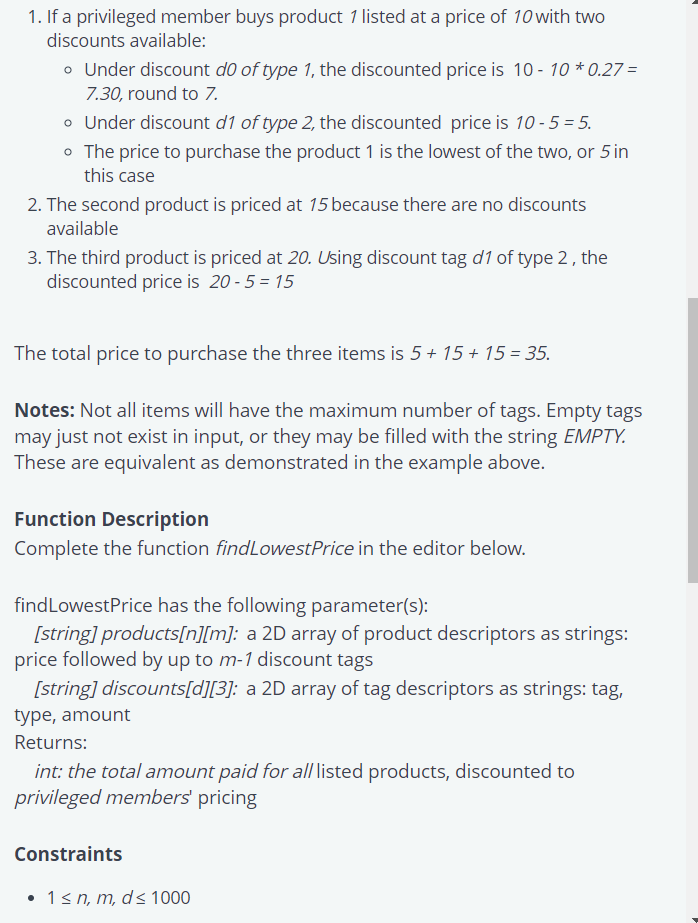 1. If a privileged member buys product 1 listed at a price of 10 with two
discounts available:
○ Under discount d0 of type 1, the discounted price is  10 - 10 * 0.27 =
7.30, round to 7.
○ Under discount d1 of type 2, the discounted  price is 10 - 5 = 5.
○ The price to purchase the product 1 is the lowest of the two, or 5 in
this case
2. The second product is priced at 15 because there are no discounts
available
3. The third product is priced at 20. Using discount tag d1 of type 2 , the
discounted price is  20 - 5 = 15
The total price to purchase the three items is 5 + 15 + 15 = 35.
Notes: Not all items will have the maximum number of tags. Empty tags
may just not exist in input, or they may be filled with the string EMPTY.
These are equivalent as demonstrated in the example above.
Function Description
Complete the function findLowestPrice in the editor below.
findLowestPrice has the following parameter(s):
[string] products[n][m]:  a 2D array of product descriptors as strings:
price followed by up to m-1 discount tags
[string] discounts[d][3]:  a 2D array of tag descriptors as strings: tag,
type, amount
Returns:
int: the total amount paid for all listed products, discounted to
privileged members' pricing
Constraints
• 1 ≤ n, m, d ≤ 1000